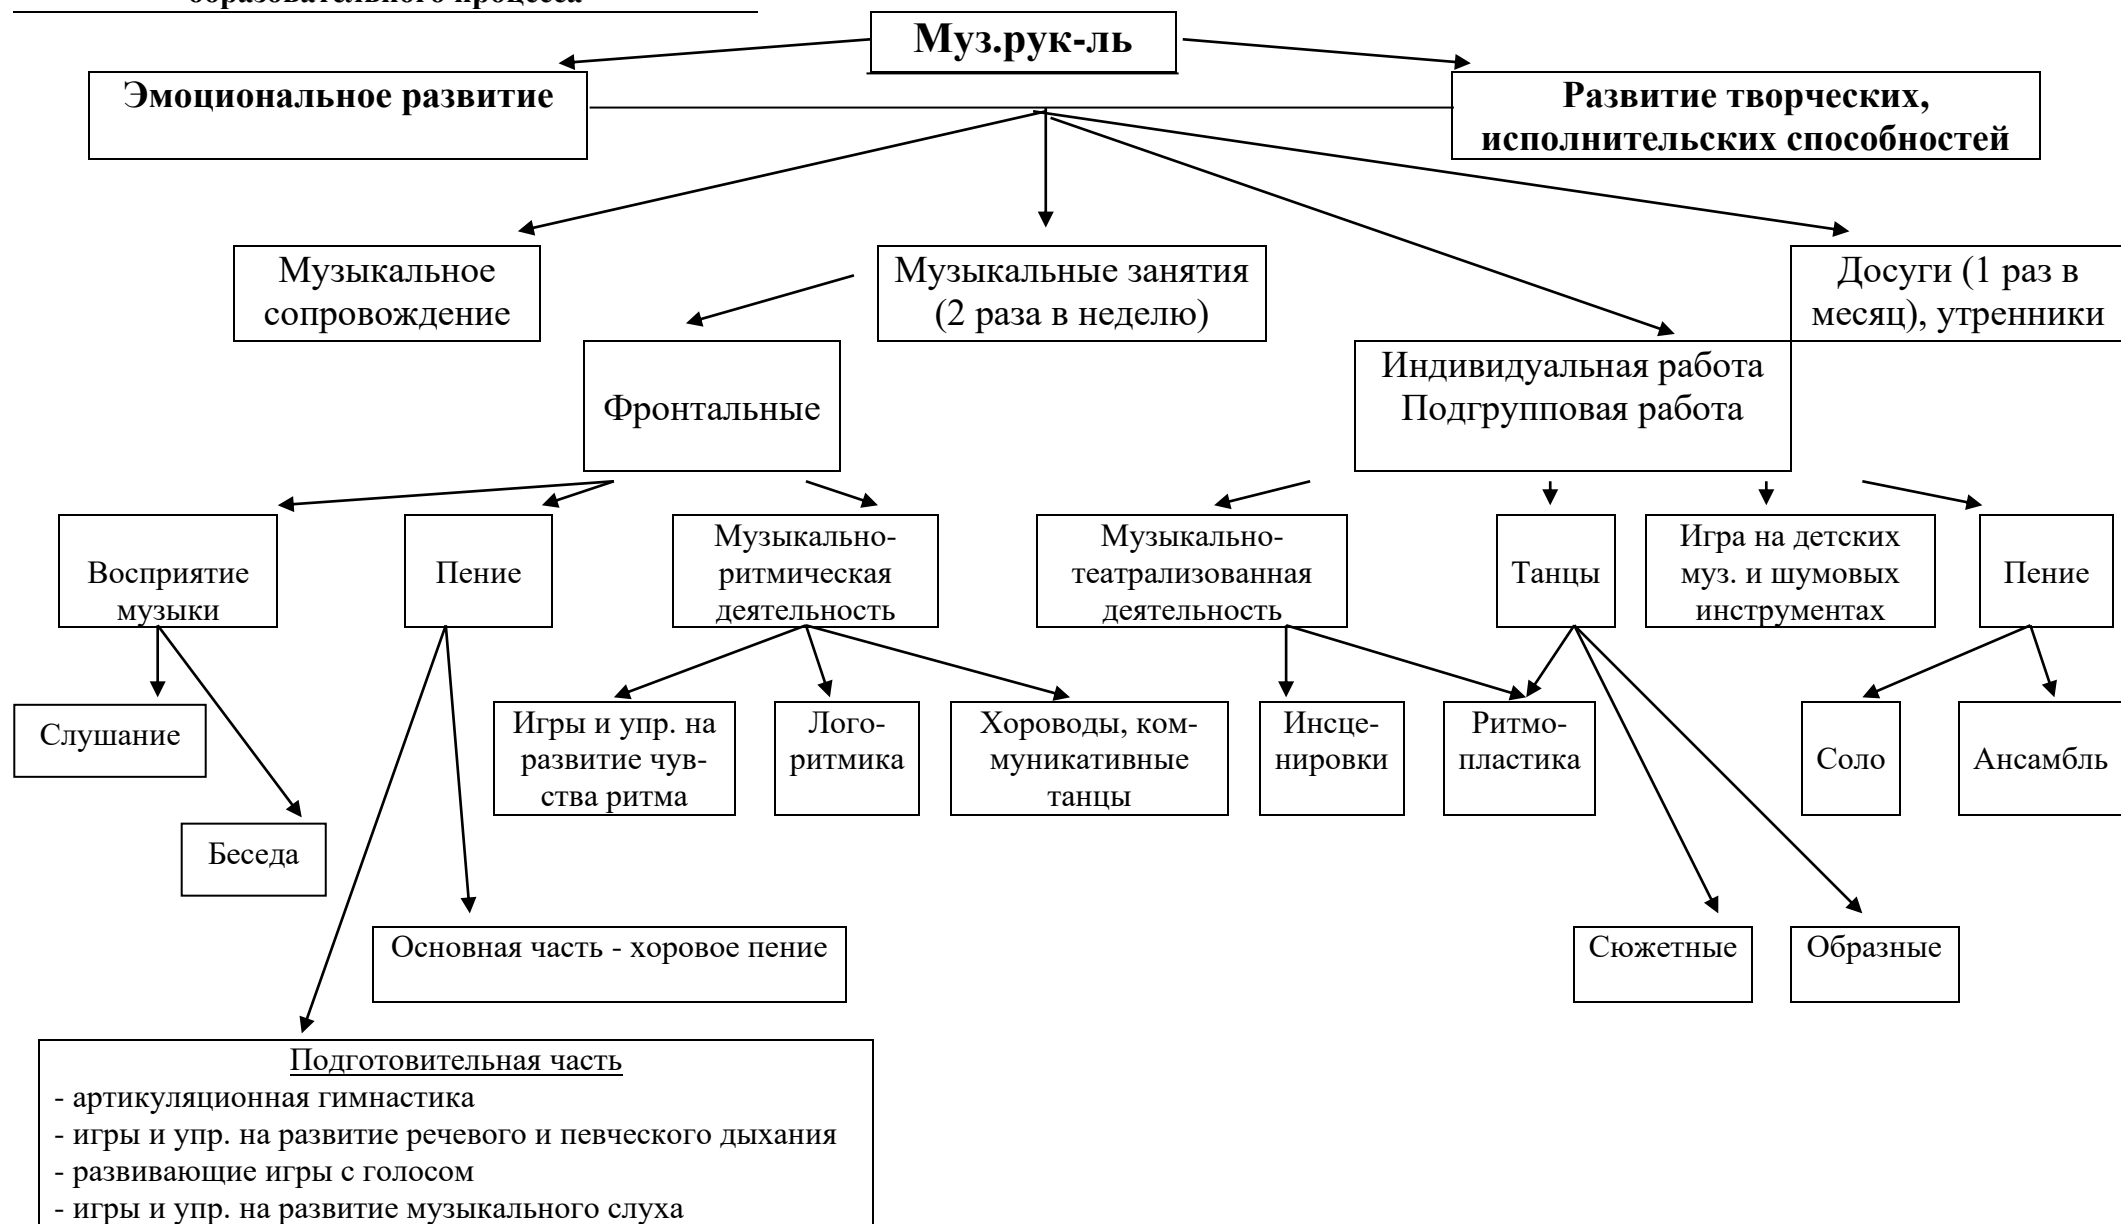 образовательного процесса
Муз.рук-ль
Эмоциональное развитие
Развитие творческих,
исполнительских способностей
Музыкальное
сопровождение
Музыкальные занятия
(2 раза в неделю)
Досуги (1 раз в
месяц), утренники
Фронтальные
Индивидуальная работа
Подгрупповая работа
Восприятие
музыки
Пение
Музыкально-
ритмическая
деятельность
Музыкально-
театрализованная
деятельность
Танцы
Игра на детских
муз. и шумовых
инструментах
Пение
Слушание
Беседа
Игры и упр. на
развитие чув-
ства ритма
Лого-
ритмика
Хороводы, ком-
муникативные
танцы
Инсце-
нировки
Ритмо-
пластика
Соло
Ансамбль
Основная часть - хоровое пение
Сюжетные
Образные
Подготовительная часть
- артикуляционная гимнастика
- игры и упр. на развитие речевого и певческого дыхания
- развивающие игры с голосом
- игры и упр. на развитие музыкального слуха